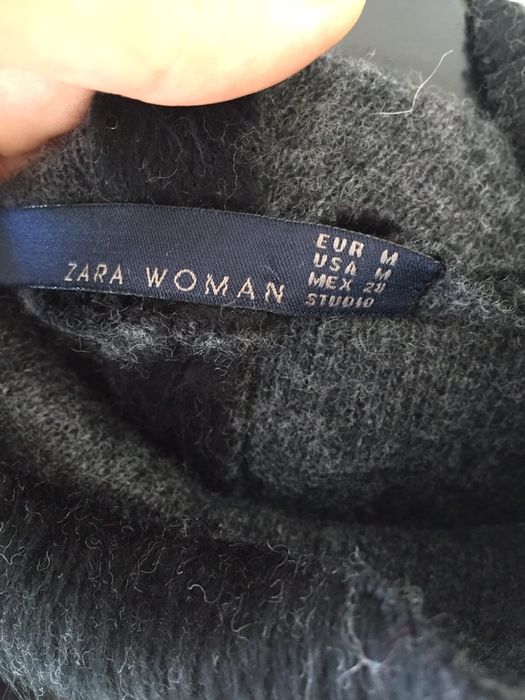 ZARA WOMAN
EUR M
USA M
MEX 28
STUDIO